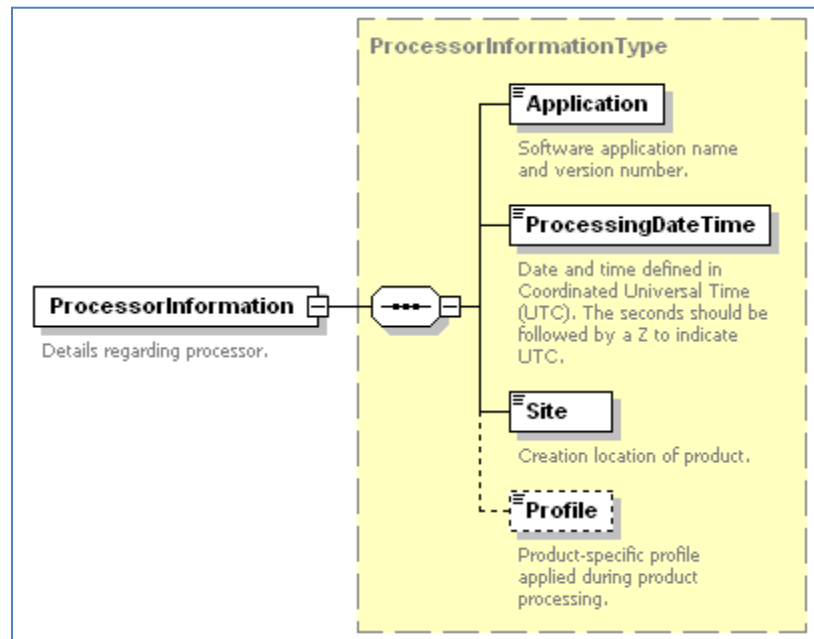 ProcessorInformationType
Application
Software application name
and version number.
ProcessingDateTime
Date and time defined in
Coordinated Universal Time
(UTC). The seconds should be
followed by a Z to indicate
UTC.
ProcessorInformation
Details regarding processor.
Site
Creation location of product.
Profile
Product-specific profile
applied during product
processing.